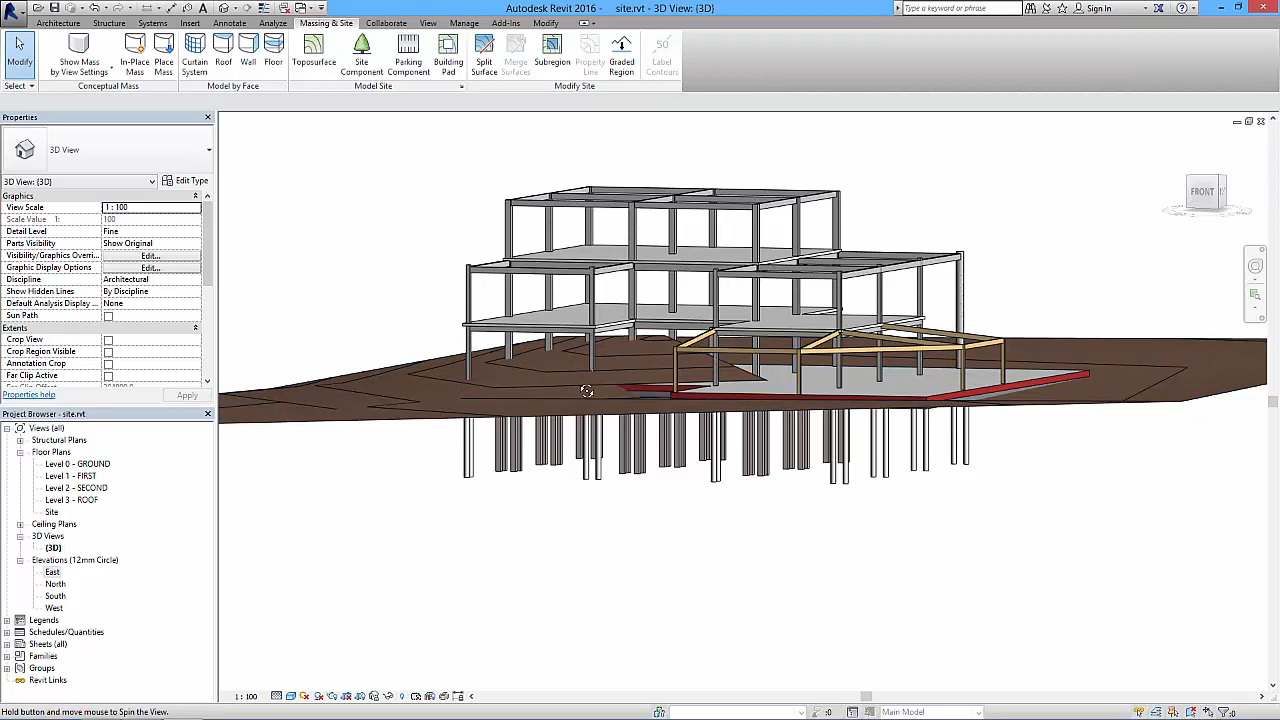 Autodesk Revit 2016 - site.rvt - 3D View: {3D}
Type a keyword or phrase
Sign In
Architecture Structure Systems Insert Annotate Analyze Massing & Site Collaborate View Manage Add-Ins Modify
Modify
Show Mass by View Settings
In-Place Mass
Place Mass
Curtain System
Roof
Wall
Floor
Toposurface
Site Component
Parking Component
Building Pad
Split Surface
Merge Surfaces
Subregion
Property Line
Graded Region
50
Label Contours
Select
Conceptual Mass
Model by Face
Model Site
Modify Site
Properties
3D View
3D View: {3D}
Edit Type
Graphics
View Scale 1 : 100
Scale Value 1: 100
Detail Level Fine
Parts Visibility Show Original
Visibility/Graphics Overri... Edit...
Graphic Display Options Edit...
Discipline Architectural
Show Hidden Lines By Discipline
Default Analysis Display ... None
Sun Path
Extents
Crop View
Crop Region Visible
Annotation Crop
Far Clip Active
Properties help
Apply
Project Browser - site.rvt
Views (all)
Structural Plans
Floor Plans
Level 0 - GROUND
Level 1 - FIRST
Level 2 - SECOND
Level 3 - ROOF
Site
Ceiling Plans
3D Views
{3D}
Elevations (12mm Circle)
East
North
South
West
Legends
Schedules/Quantities
Sheets (all)
Families
Groups
Revit Links
FRONT
1 : 100
Hold button and move mouse to Spin the View.
:0
Main Model
:0